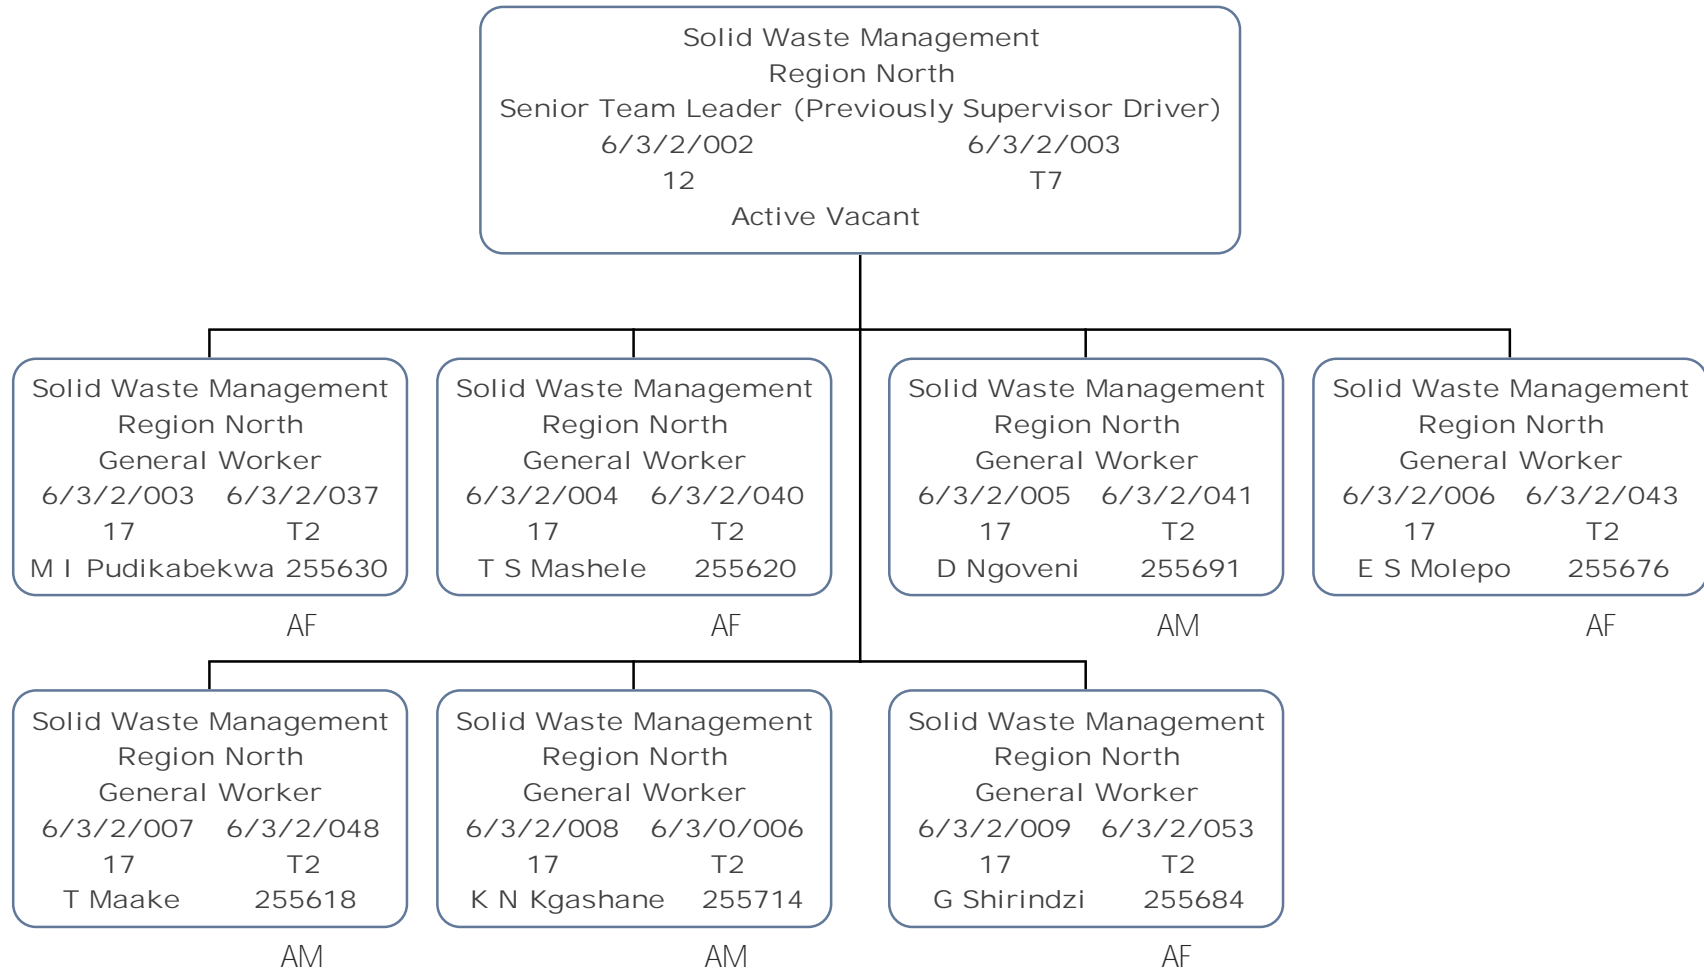 Solid Waste Management
Region North
Senior Team Leader (Previously Supervisor Driver)
6/3/2/002 6/3/2/003
12 T7
Active Vacant
Solid Waste Management
Region North
General Worker
6/3/2/003 6/3/2/037
17 T2
M I Pudikabekwa 255630
AF
Solid Waste Management
Region North
General Worker
6/3/2/004 6/3/2/040
17 T2
T S Mashele 255620
AF
Solid Waste Management
Region North
General Worker
6/3/2/005 6/3/2/041
17 T2
D Ngoveni 255691
AM
Solid Waste Management
Region North
General Worker
6/3/2/006 6/3/2/043
17 T2
E S Molepo 255676
AF
Solid Waste Management
Region North
General Worker
6/3/2/007 6/3/2/048
17 T2
T Maake 255618
AM
Solid Waste Management
Region North
General Worker
6/3/2/008 6/3/0/006
17 T2
K N Kgashane 255714
AM
Solid Waste Management
Region North
General Worker
6/3/2/009 6/3/2/053
17 T2
G Shirindzi 255684
AF